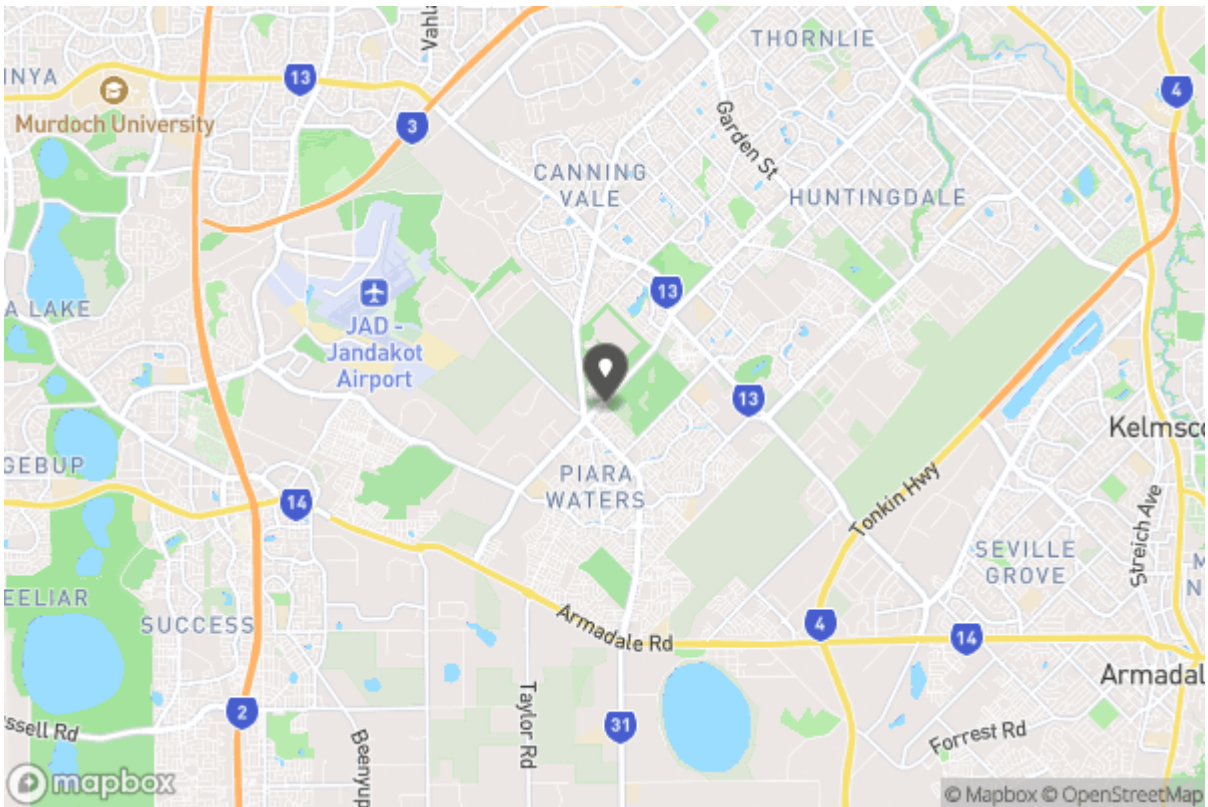 THORNLIE
INYA
13
4
Vahla
Murdoch University
3
Garden St
CANNING
VALE
HUNTINGDALE
A LAKE
13
JAD -
Jandakot
Airport
13
Kelmsco
GEBUP
PIARA
WATERS
14
Tonkin Hwy
Streich Ave
SEVILLE
GROVE
M
N
EELIAR
SUCCESS
Armadale Rd
4
14
Armadal
Taylor Rd
2
ssell Rd
31
Beenyup
Forrest Rd
mapbox
© Mapbox © OpenStreetMap